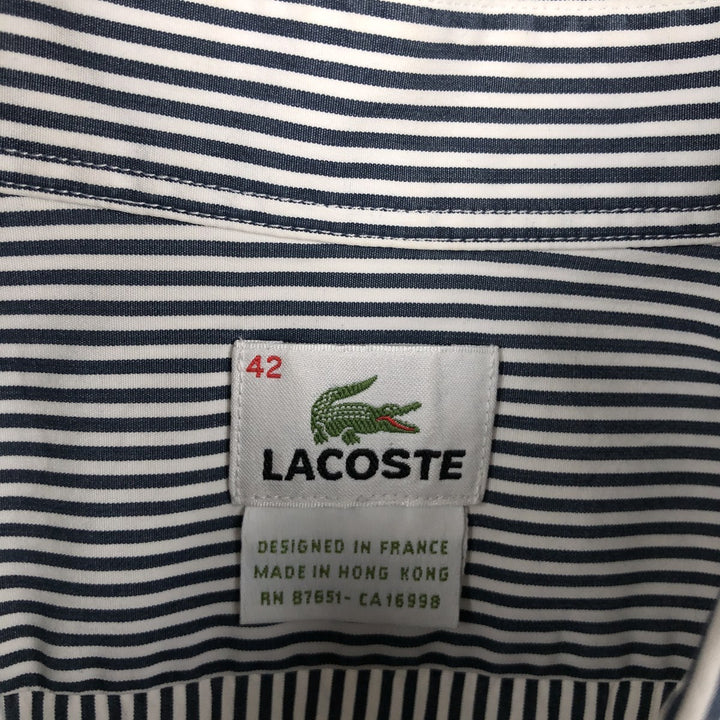 42
LACOSTE
DESIGNED IN FRANCE
MADE IN HONG KONG
RN 87651- CA16998